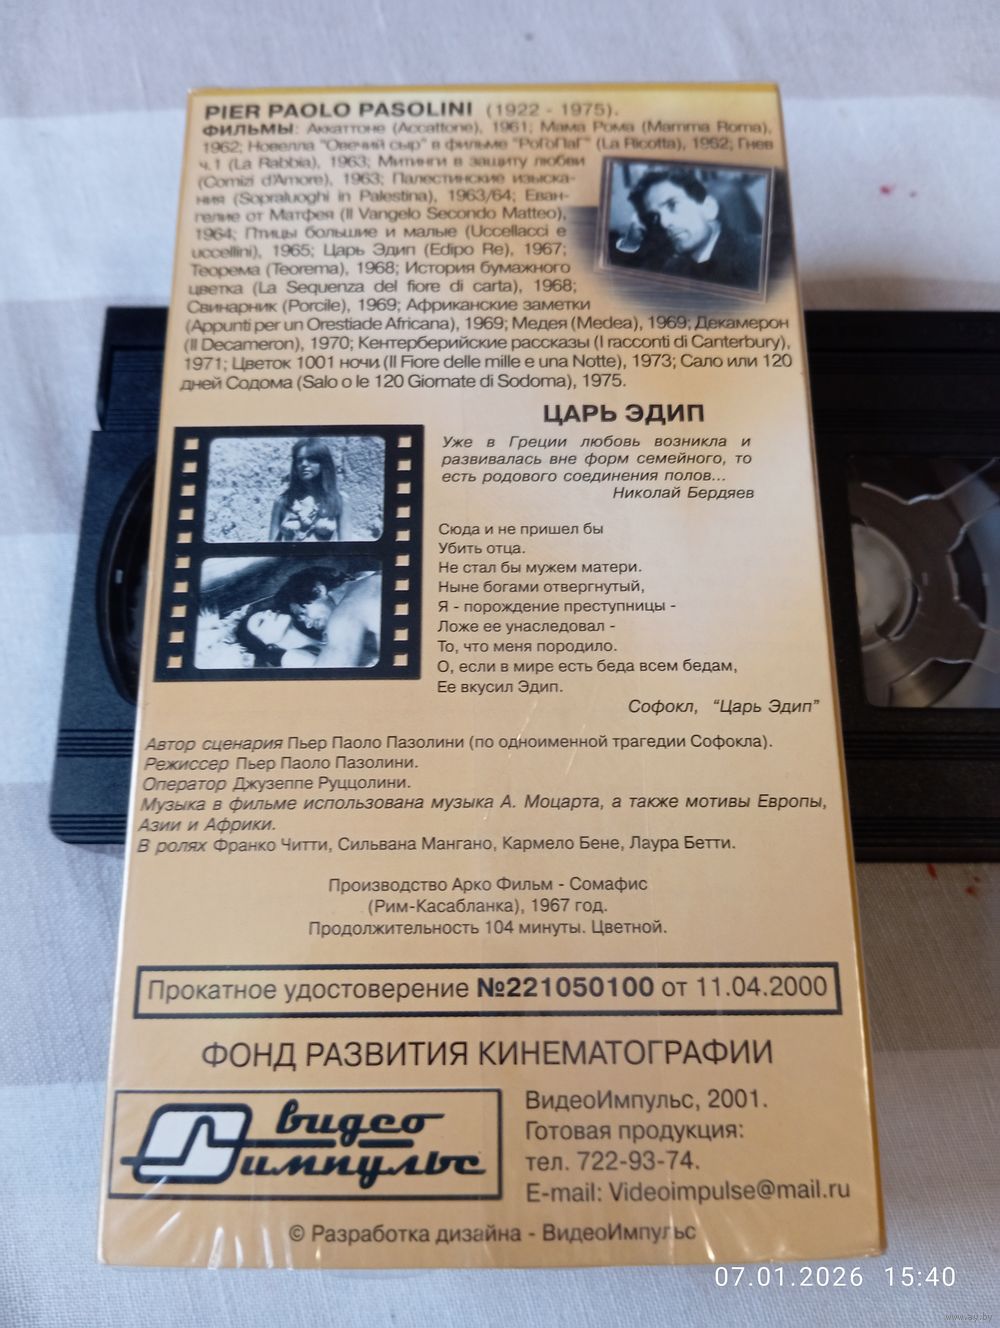 PIER PAOLO PASOLINI (1922 - 1975).
ФИЛЬМЫ: Аккаттоне (Accattone), 1961; Мама Рома (Mamma Roma),
1962; Новелла "Овечий сыр" в фильме "РоГоПаГ" (La Ricotta), 1962; Гнев
ч.1 (La Rabbia), 1963; Митинги в защиту любви
(Comizi d'Amore), 1963; Палестинские изыска-
ния (Sopraluoghi in Palestina), 1963/64; Еван-
гелие от Матфея (Il Vangelo Secondo Matteo),
1964; Птицы большие и малые (Uccellacci e
uccellini), 1965; Царь Эдип (Edipo Re), 1967;
Теорема (Teorema), 1968; История бумажного
цветка (La Sequenza del fiore di carta), 1968;
Свинарник (Porcile), 1969; Африканские заметки
(Appunti per un Orestiade Africana), 1969; Медея (Medea), 1969; Декамерон
(Il Decameron), 1970; Кентерберийские рассказы (I racconti di Canterbury),
1971; Цветок 1001 ночи (Il Fiore delle mille e una Notte), 1973; Сало или 120
дней Содома (Salo o le 120 Giornate di Sodoma), 1975.
ЦАРЬ ЭДИП
Уже в Греции любовь возникла и
развивалась вне форм семейного, то
есть родового соединения полов...
Николай Бердяев
Сюда и не пришел бы
Убить отца.
Не стал бы мужем матери.
Ныне богами отвергнутый,
Я - порождение преступницы -
Ложе ее унаследовал -
То, что меня породило.
О, если в мире есть беда всем бедам,
Ее вкусил Эдип.
Софокл, "Царь Эдип"
Автор сценария Пьер Паоло Пазолини (по одноименной трагедии Софокла).
Режиссер Пьер Паоло Пазолини.
Оператор Джузеппе Руццолини.
Музыка в фильме использована музыка А. Моцарта, а также мотивы Европы,
Азии и Африки.
В ролях Франко Читти, Сильвана Мангано, Кармело Бене, Лаура Бетти.
Производство Арко Фильм - Сомафис
(Рим-Касабланка), 1967 год.
Продолжительность 104 минуты. Цветной.
Прокатное удостоверение №221050100 от 11.04.2000
ФОНД РАЗВИТИЯ КИНЕМАТОГРАФИИ
видео
импульс
ВидеоИмпульс, 2001.
Готовая продукция:
тел. 722-93-74.
E-mail: Videoimpulse@mail.ru
© Разработка дизайна - ВидеоИмпульс
07.01.2026 15:40
www.ay.by